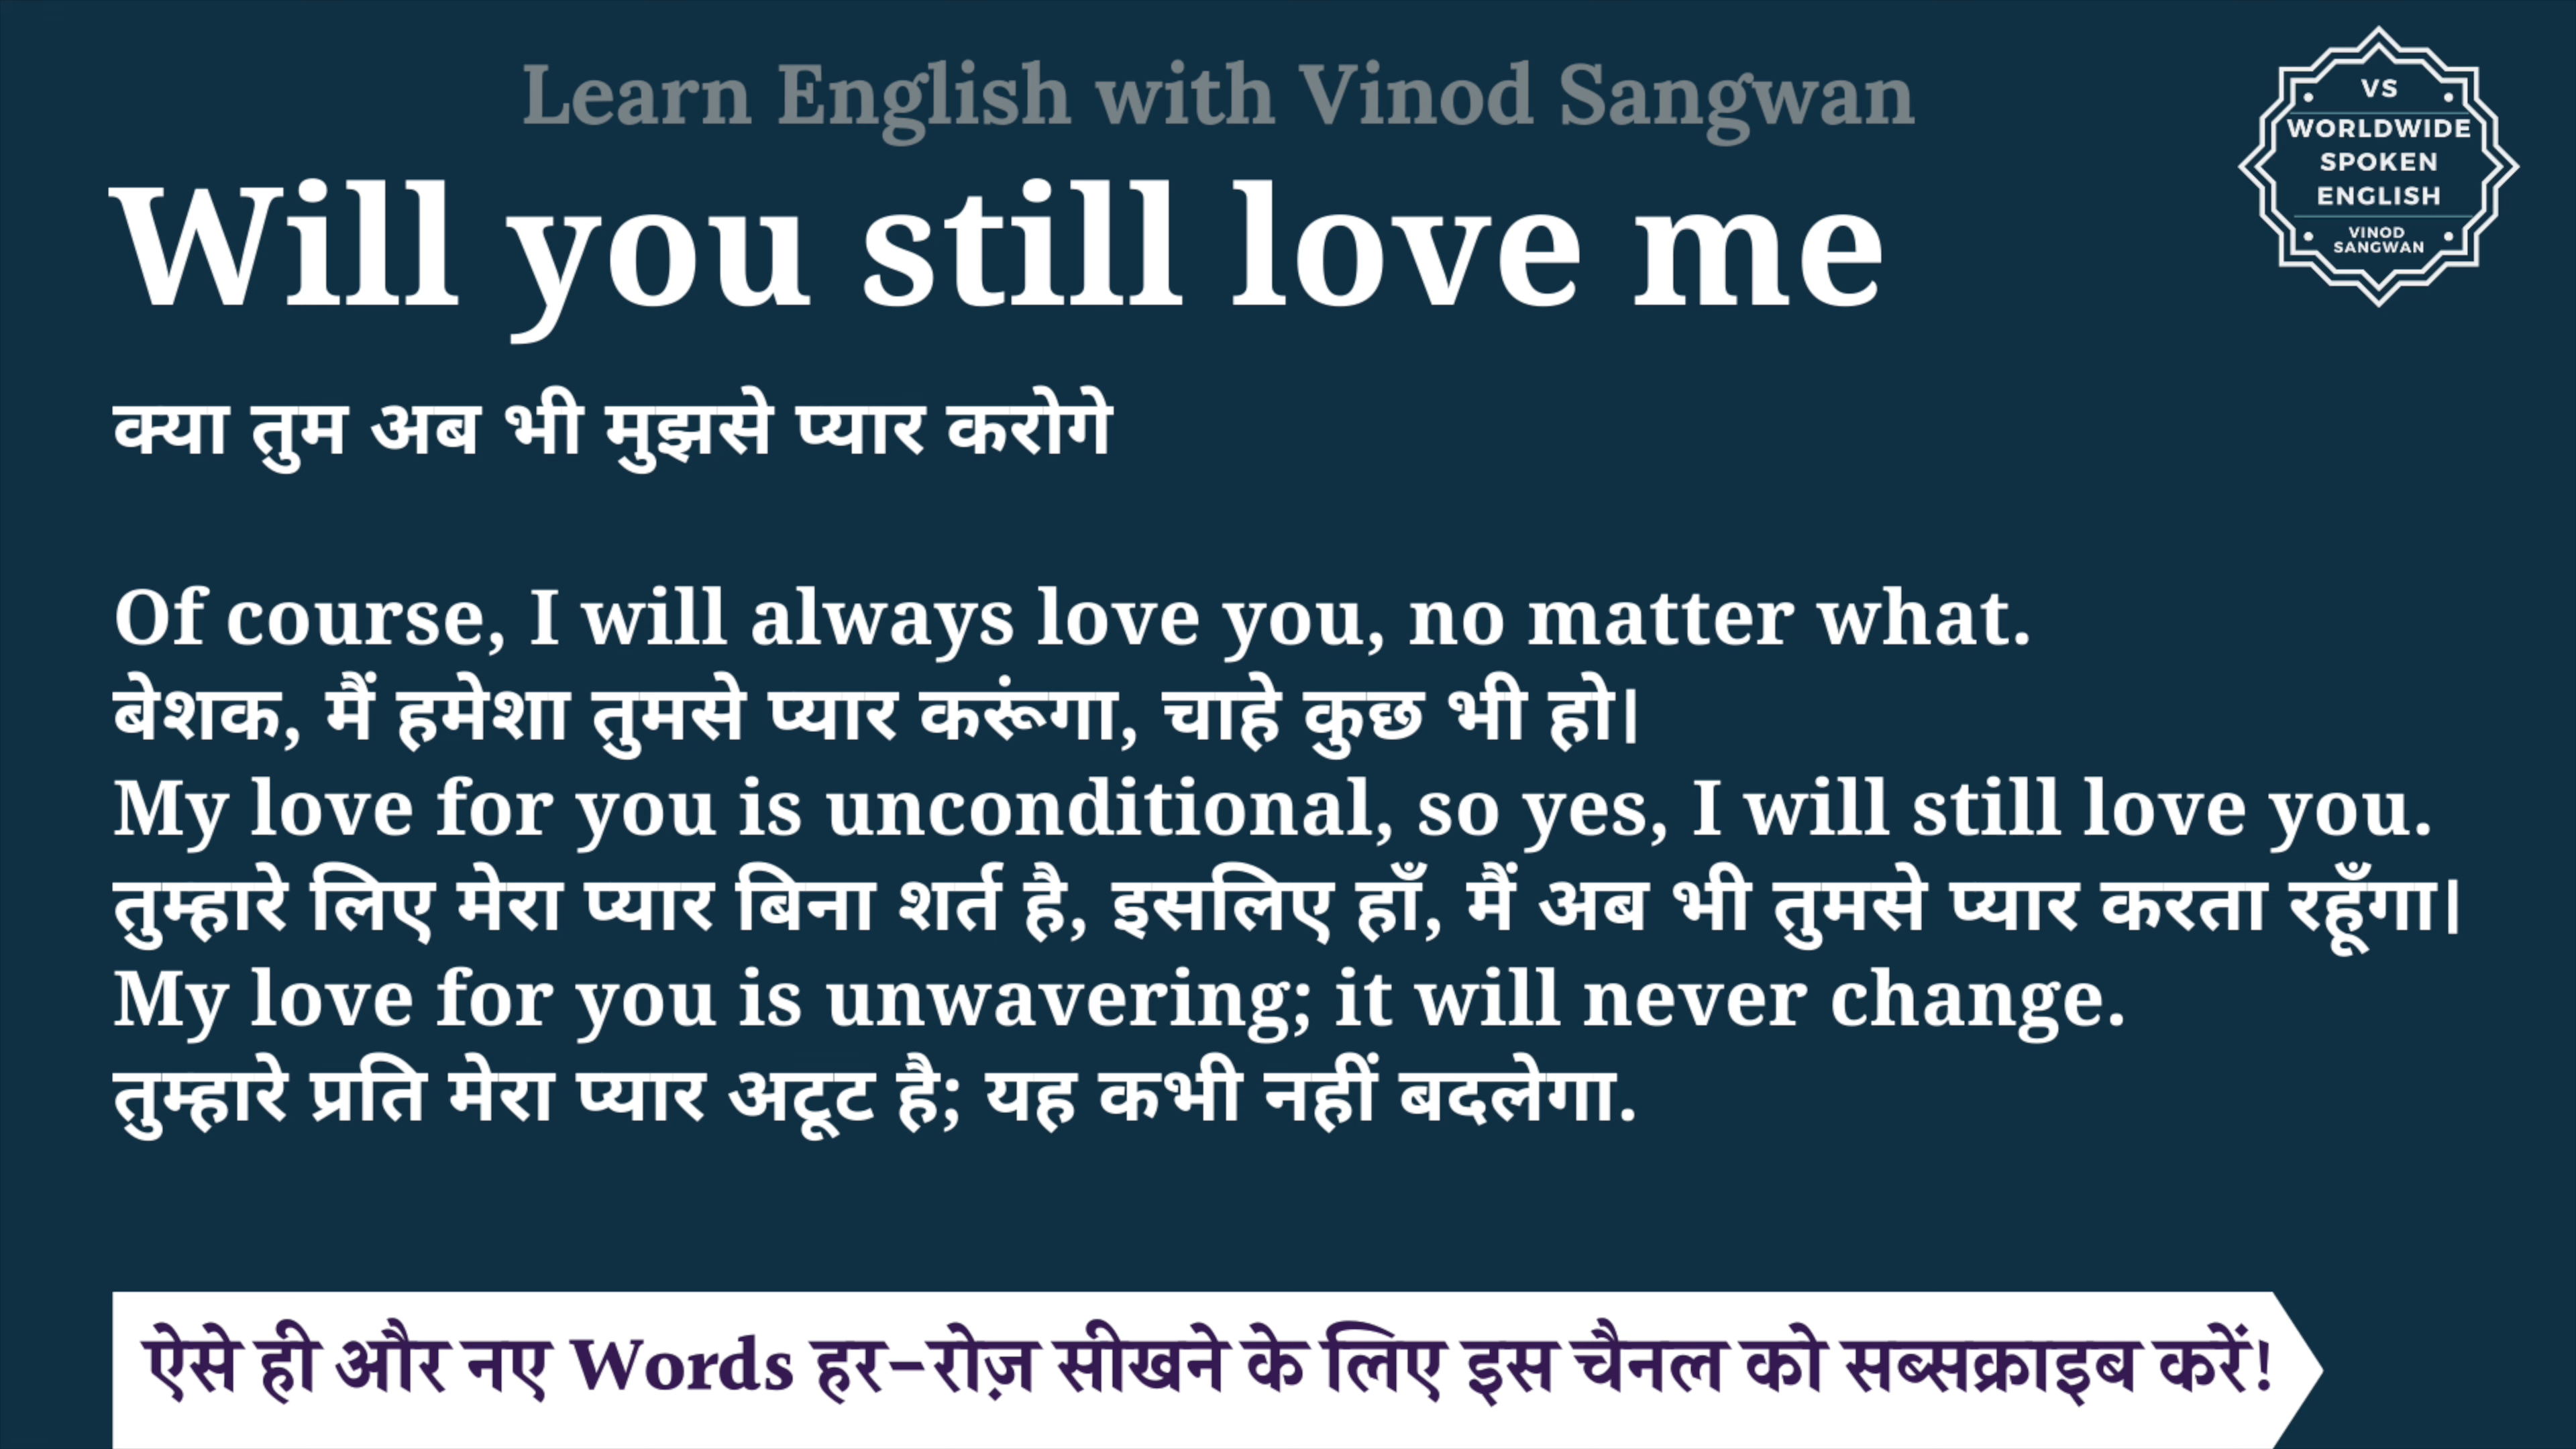 Learn English with Vinod Sangwan
VS
WORLDWIDE
SPOKEN
ENGLISH
VINOD
SANGWAN
Will you still love me
क्या तुम अब भी मुझसे प्यार करोगे
Of course, I will always love you, no matter what.
बेशक, मैं हमेशा तुमसे प्यार करूंगा, चाहे कुछ भी हो।
My love for you is unconditional, so yes, I will still love you.
तुम्हारे लिए मेरा प्यार बिना शर्त है, इसलिए हाँ, मैं अब भी तुमसे प्यार करता रहूँगा।
My love for you is unwavering; it will never change.
तुम्हारे प्रति मेरा प्यार अटूट है; यह कभी नहीं बदलेगा.
ऐसे ही और नए Words हर-रोज़ सीखने के लिए इस चैनल को सब्सक्राइब करें!